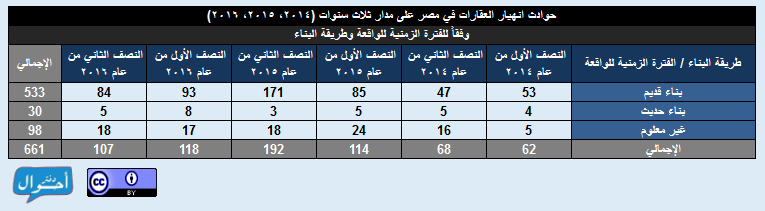 حوادث انهيار العقارات في مصر على مدار ثلاث سنوات (٢٠١٤، ٢٠١٥، ٢٠١٦)
وفقاً للفترة الزمنية للواقعة وطريقة البناء
طريقة البناء / الفترة الزمنية للواقعة النصف الأول من عام ٢٠١٤ النصف الثاني من عام ٢٠١٤ النصف الأول من عام ٢٠١٥ النصف الثاني من عام ٢٠١٥ النصف الأول من عام ٢٠١٦ النصف الثاني من عام ٢٠١٦ الإجمالي
بناء قديم 53 47 85 171 93 84 533
بناء حديث 4 5 5 3 8 5 30
غير معلوم 5 16 24 18 17 18 98
الإجمالي 62 68 114 192 118 107 661
دفتر أحوال
cc
BY